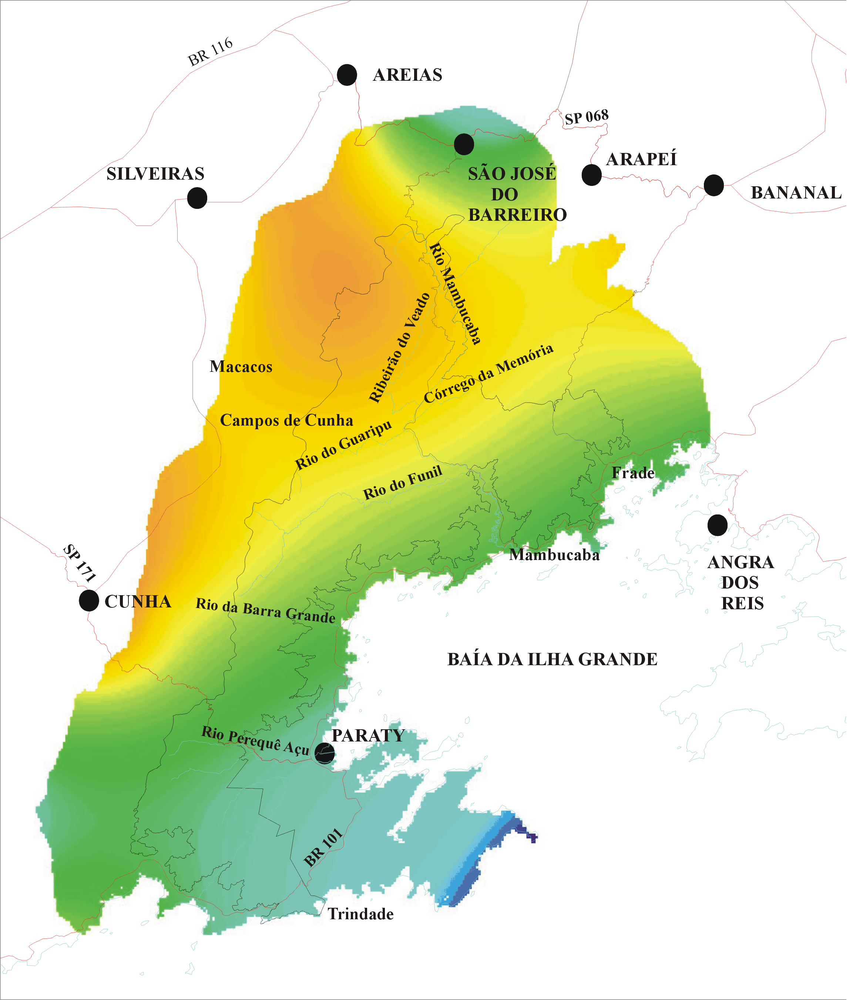 BR 116
AREIAS
SP 068
ARAPEÍ
SILVEIRAS
SÃO JOSÉ
DO
BARREIRO
BANANAL
Rio Mambucaba
Ribeirão do Veado
Macacos
Córrego da Memória
Campos de Cunha
Rio do Guaripu
Rio do Funil
Frade
Mambucaba
SP 171
ANGRA
DOS
REIS
CUNHA
Rio da Barra Grande
BAÍA DA ILHA GRANDE
Rio Perequê Açu
PARATY
BR 101
Trindade